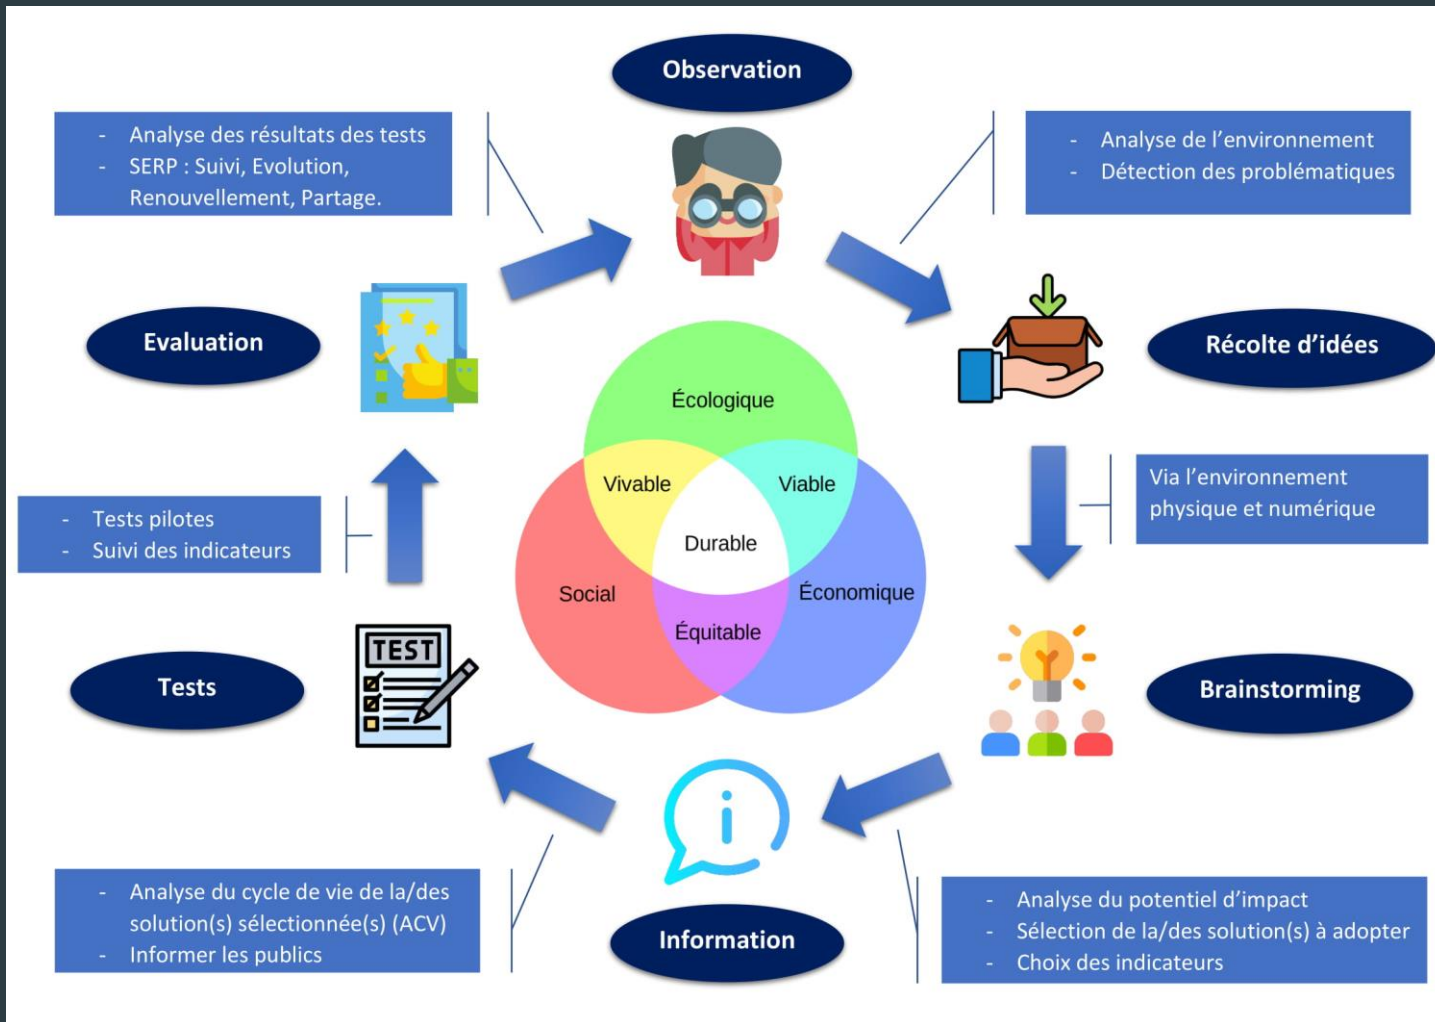 Observation
- Analyse des résultats des tests
- SERP : Suivi, Evolution,
Renouvellement, Partage.
- Analyse de l'environnement
- Détection des problématiques
Evaluation
Récolte d'idées
Écologique
Vivable
Viable
Durable
Social
Économique
Équitable
Via l'environnement
physique et numérique
- Tests pilotes
- Suivi des indicateurs
TEST
Tests
Brainstorming
i
Information
- Analyse du cycle de vie de la/des
solution(s) sélectionnée(s) (ACV)
- Informer les publics
- Analyse du potentiel d'impact
- Sélection de la/des solution(s) à adopter
- Choix des indicateurs